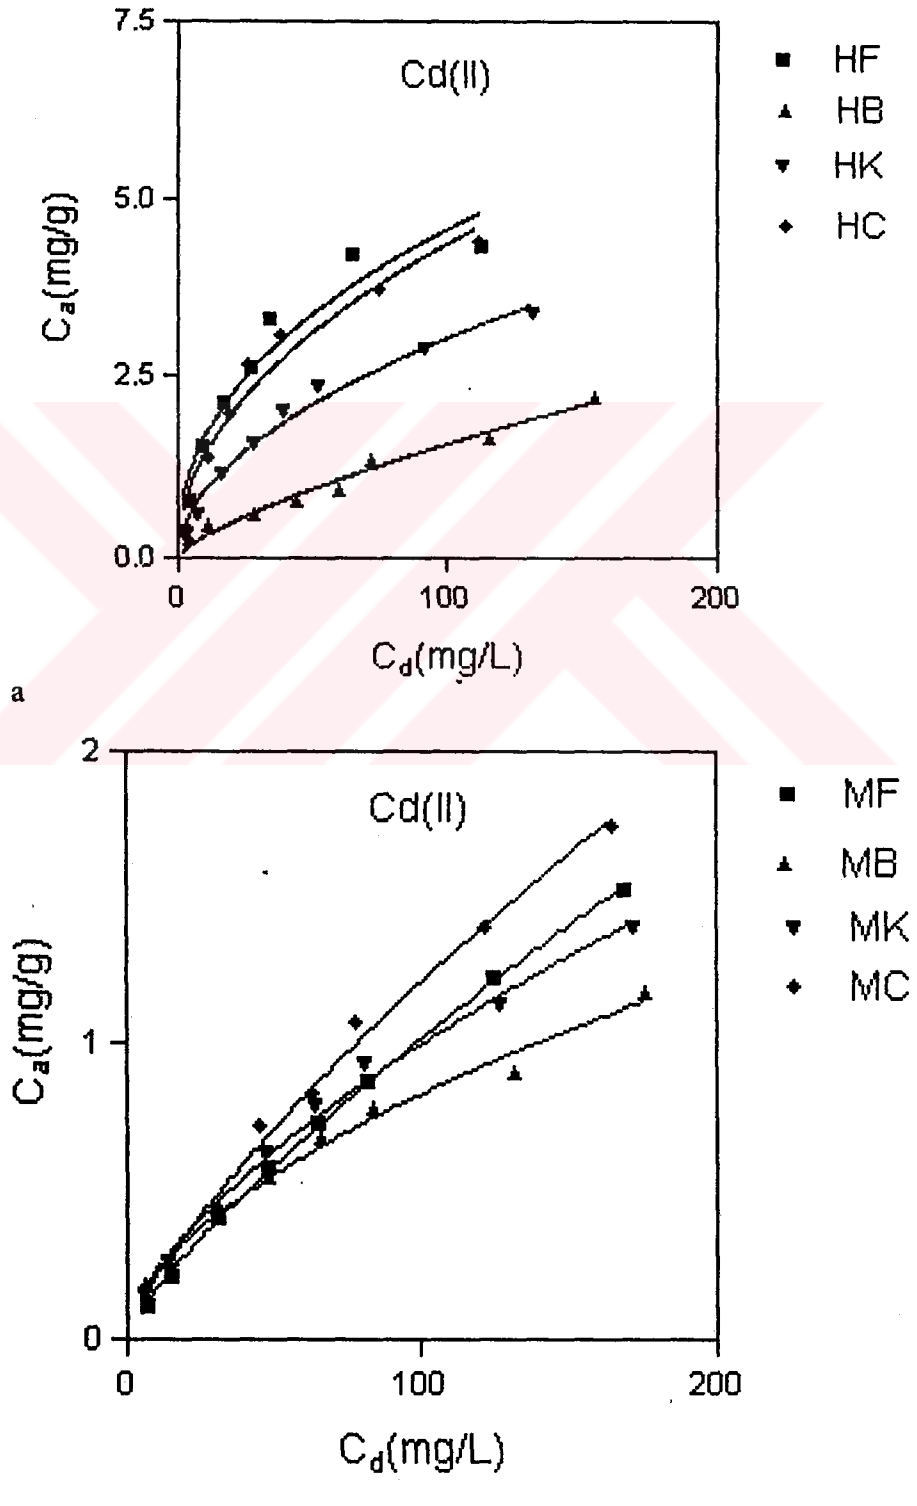 7.5
Cd(II)
HF
HB
HK
HC
5.0
Ca(mg/g)
2.5
0.0
0
100
200
Cd(mg/L)
a
2
Cd(II)
MF
MB
MK
MC
Ca(mg/g)
1
0
0
100
200
Cd(mg/L)